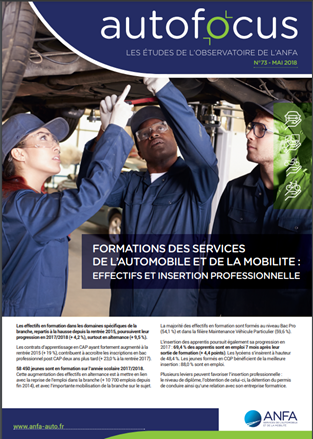 autofocus
LES ÉTUDES DE L'OBSERVATOIRE DE L'ANFA
N°73 - MAI 2018
FORMATIONS DES SERVICES
DE L'AUTOMOBILE ET DE LA MOBILITE :
EFFECTIFS ET INSERTION PROFESSIONNELLE
Les effectifs en formation dans les domaines spécifiques de la
branche, repartis à la hausse depuis la rentrée 2015, poursuivent leur
progression en 2017/2018 (+ 4,2 %), surtout en alternance (+ 9,5 %).
Les contrats d'apprentissage en CAP ayant fortement augmenté à la
rentrée 2015 (+ 19 %), contribuent à accroître les inscriptions en bac
professionnel post CAP deux ans plus tard (+ 22,0 % à la rentrée 2017).
58 450 jeunes sont en formation sur l'année scolaire 2017/2018.
Cette augmentation des effectifs en alternance est à mettre en lien
avec la reprise de l'emploi dans la branche (+ 10 700 emplois depuis
fin 2014), et avec l'importante mobilisation de la branche sur le sujet.
La majorité des effectifs en formation sont formés au niveau Bac Pro
(54,1 %) et dans la filière Maintenance Véhicule Particulier (59,6 %).
L'insertion des apprentis poursuit également sa progression en
2017 : 65,4 % des apprentis sont en emploi 7 mois après leur
sortie de formation (+ 4,4 points). Les lycéens s'insèrent à hauteur
de 48,4 %. Les jeunes formés en CQP bénéficient de la meilleure
insertion : 88,0 % sont en emploi.
Plusieurs leviers peuvent favoriser l'insertion professionnelle :
le niveau de diplôme, l'obtention de celui-ci, la détention du permis
de conduire ainsi qu'une relation avec son entreprise formatrice.
www.anfa-auto.fr
ANFA